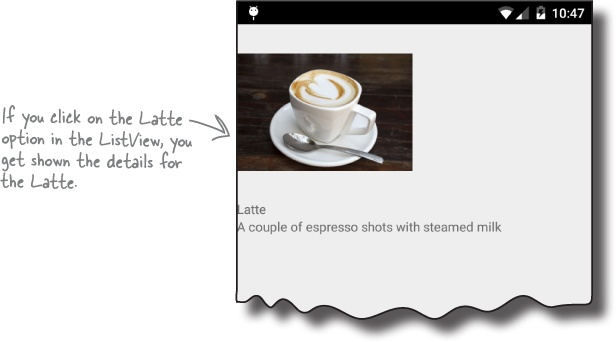 10:47
If you click on the Latte
option in the ListView, you
get shown the details for
the Latte.
Latte
A couple of espresso shots with steamed milk